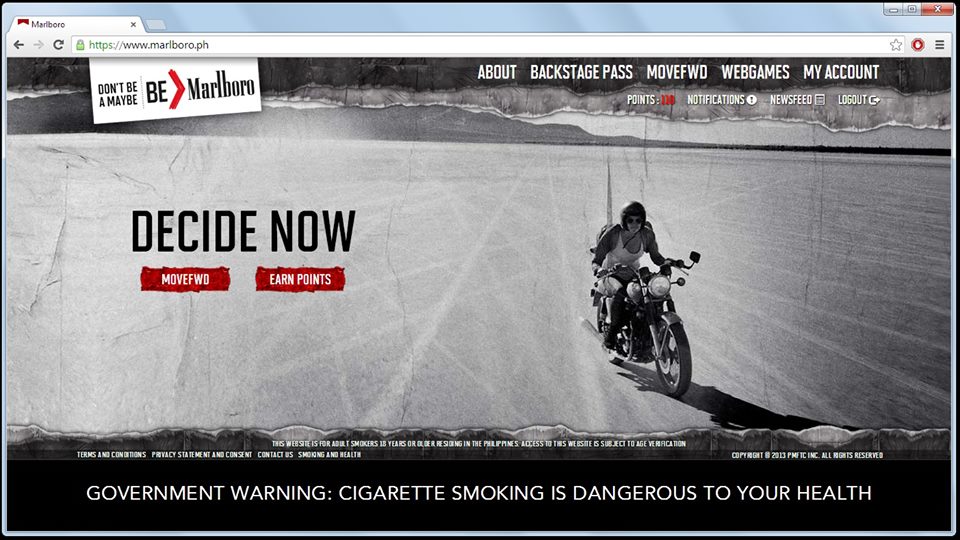 Marlboro
https://www.marlboro.ph
DON'T BE
A MAYBE
BE Marlboro
ABOUT BACKSTAGE PASS MOVEFWD WEBGAMES MY ACCOUNT
POINTS : 110 NOTIFICATIONS NEWSFEED LOGOUT
DECIDE NOW
MOVEFWD EARN POINTS
THIS WEBSITE IS FOR ADULT SMOKERS 18 YEARS OR OLDER RESIDING IN THE PHILIPPINES. ACCESS TO THIS WEBSITE IS SUBJECT TO AGE VERIFICATION
TERMS AND CONDITIONS PRIVACY STATEMENT AND CONSENT CONTACT US SMOKING AND HEALTH COPYRIGHT © 2013 PMFTC INC. ALL RIGHTS RESERVED
GOVERNMENT WARNING: CIGARETTE SMOKING IS DANGEROUS TO YOUR HEALTH